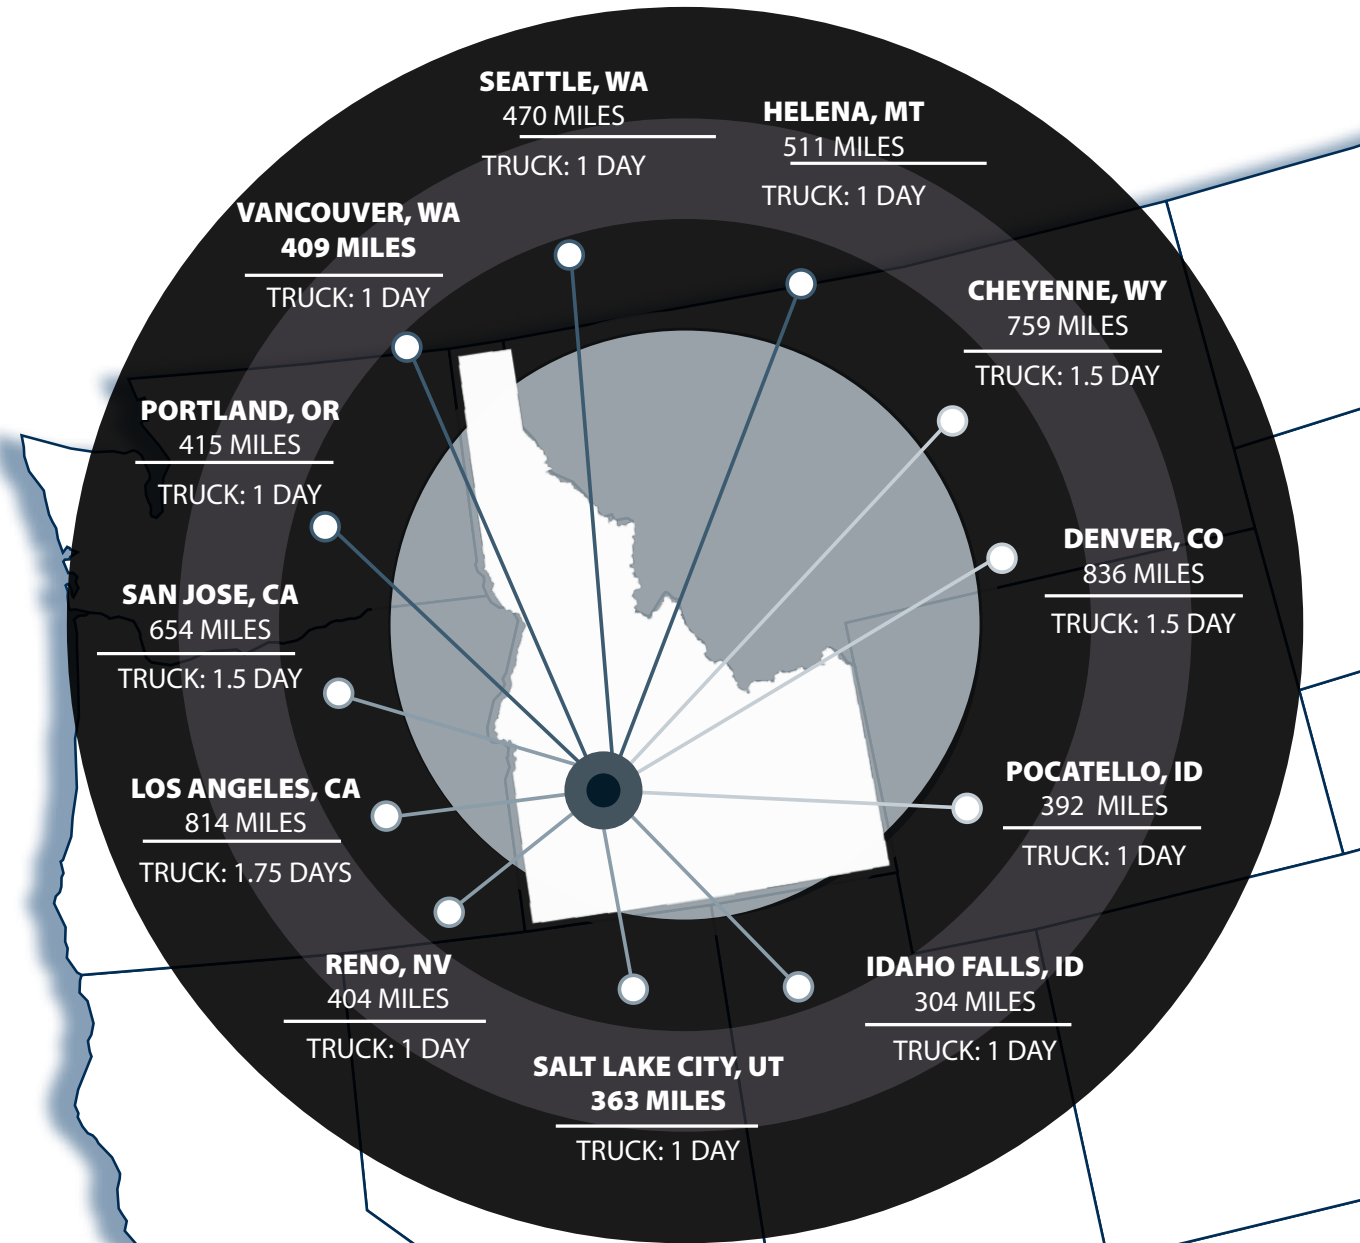 SEATTLE, WA
470 MILES
TRUCK: 1 DAY
HELENA, MT
511 MILES
TRUCK: 1 DAY
VANCOUVER, WA
409 MILES
TRUCK: 1 DAY
CHEYENNE, WY
759 MILES
TRUCK: 1.5 DAY
PORTLAND, OR
415 MILES
TRUCK: 1 DAY
DENVER, CO
836 MILES
TRUCK: 1.5 DAY
SAN JOSE, CA
654 MILES
TRUCK: 1.5 DAY
LOS ANGELES, CA
814 MILES
TRUCK: 1.75 DAYS
POCATELLO, ID
392 MILES
TRUCK: 1 DAY
RENO, NV
404 MILES
TRUCK: 1 DAY
IDAHO FALLS, ID
304 MILES
TRUCK: 1 DAY
SALT LAKE CITY, UT
363 MILES
TRUCK: 1 DAY